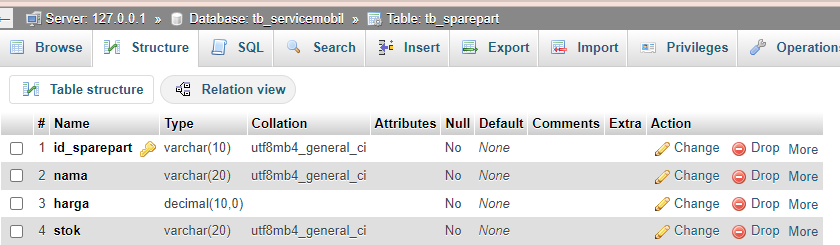 Server: 127.0.0.1 » Database: tb_servicemobil » Table: tb_sparepart
Browse Structure SQL Search Insert Export Import Privileges Operation
Table structure Relation view
# Name Type Collation Attributes Null Default Comments Extra Action
1 id_sparepart varchar(10) utf8mb4_general_ci No None Change Drop More
2 nama varchar(20) utf8mb4_general_ci No None Change Drop More
3 harga decimal(10,0) No None Change Drop More
4 stok varchar(20) utf8mb4_general_ci No None Change Drop More